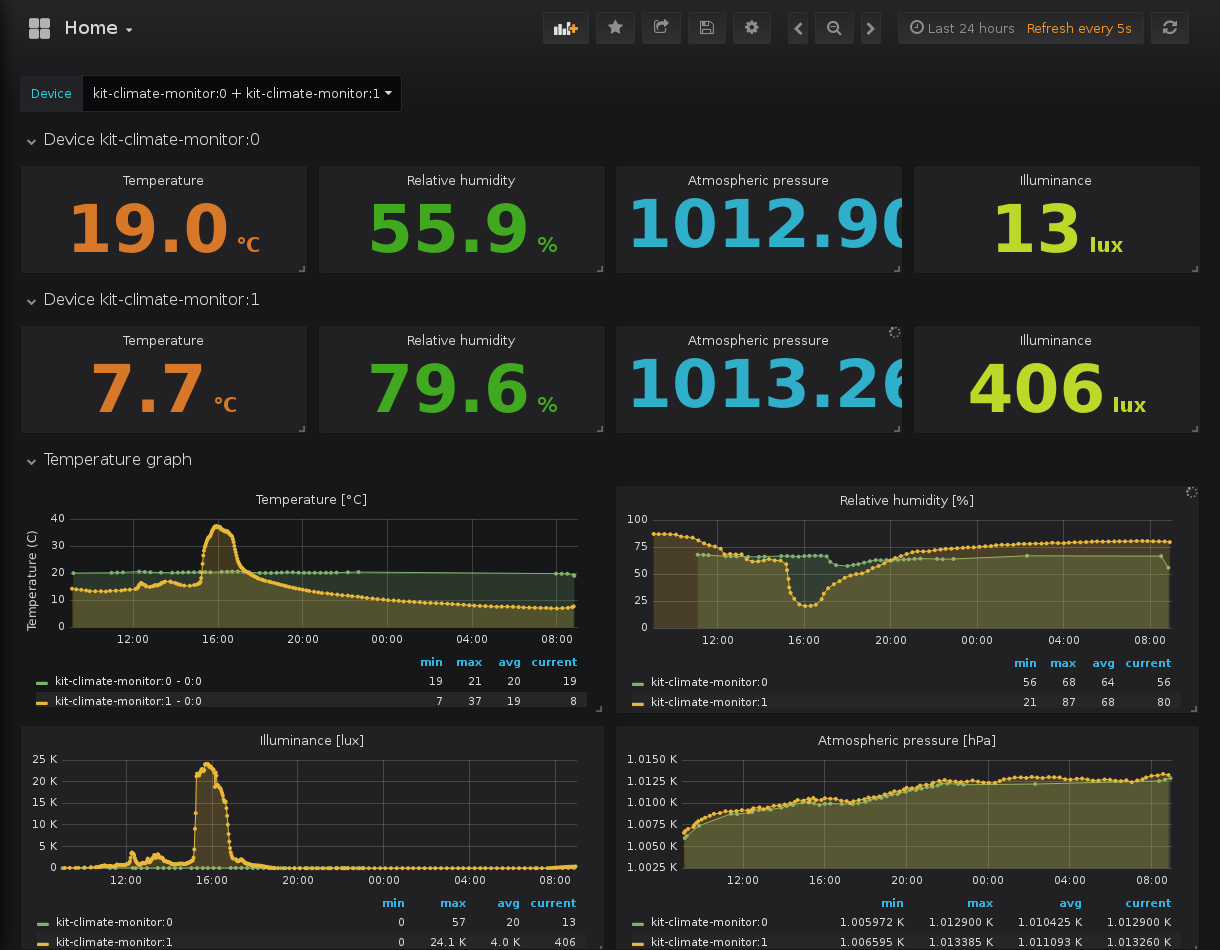 Home
Last 24 hours Refresh every 5s
Device kit-climate-monitor:0 + kit-climate-monitor:1
Device kit-climate-monitor:0
Temperature Relative humidity Atmospheric pressure Illuminance
19.0 °C 55.9 % 1012.90 13 lux
Device kit-climate-monitor:1
Temperature Relative humidity Atmospheric pressure Illuminance
7.7 °C 79.6 % 1013.26 406 lux
Temperature graph
Temperature [°C]
Temperature (C)
40
30
20
10
0
12:00 16:00 20:00 00:00 04:00 08:00
min max avg current
kit-climate-monitor:0 - 0:0 19 21 20 19
kit-climate-monitor:1 - 0:0 7 37 19 8
Relative humidity [%]
100
75
50
25
0
12:00 16:00 20:00 00:00 04:00 08:00
min max avg current
kit-climate-monitor:0 56 68 64 56
kit-climate-monitor:1 21 87 68 80
Illuminance [lux]
25 K
20 K
15 K
10 K
5 K
0
12:00 16:00 20:00 00:00 04:00 08:00
min max avg current
kit-climate-monitor:0 0 57 20 13
kit-climate-monitor:1 0 24.1 K 4.0 K 406
Atmospheric pressure [hPa]
1.0150 K
1.0125 K
1.0100 K
1.0075 K
1.0050 K
1.0025 K
12:00 16:00 20:00 00:00 04:00 08:00
min max avg current
kit-climate-monitor:0 1.005972 K 1.012900 K 1.010425 K 1.012900 K
kit-climate-monitor:1 1.006595 K 1.013385 K 1.011093 K 1.013260 K